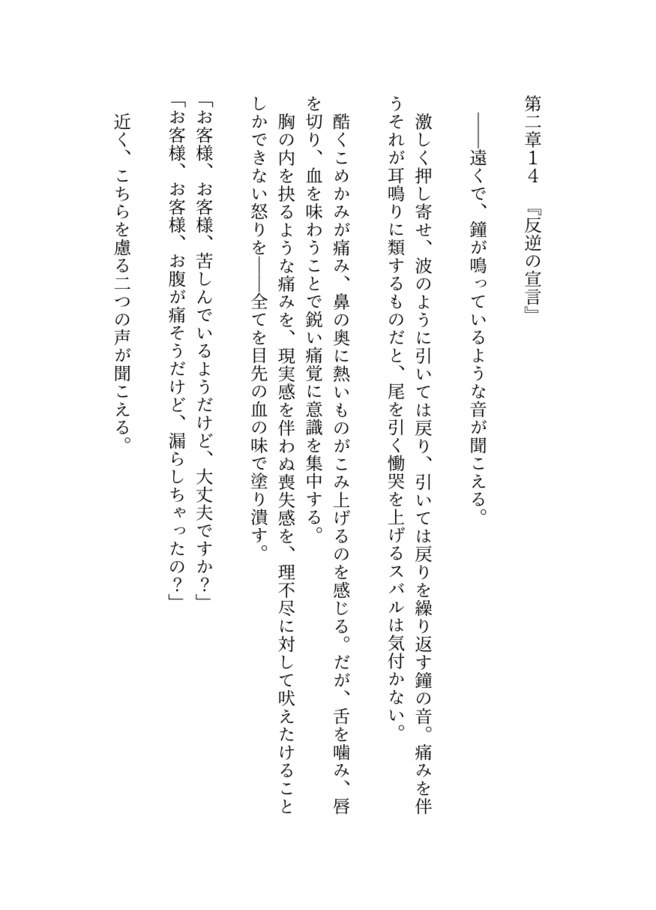 第二章１４　『反逆の宣言』
――遠くで、鐘が鳴っているような音が聞こえる。
激しく押し寄せ、波のように引いては戻り、引いては戻りを繰り返す鐘の音。痛みを伴
うそれが耳鳴りに類するものだと、尾を引く慟哭を上げるスバルは気付かない。
酷くこめかみが痛み、鼻の奥に熱いものがこみ上げるのを感じる。だが、舌を噛み、唇
を切り、血を味わうことで鋭い痛覚に意識を集中する。
胸の内を抉るような痛みを、現実感を伴わぬ喪失感を、理不尽に対して吠えたけること
しかできない怒りを――全てを目先の血の味で塗り潰す。
「お客様、お客様、苦しんでいるようだけど、大丈夫ですか？」
「お客様、お客様、お腹が痛そうだけど、漏らしちゃったの？」
近く、こちらを慮る二つの声が聞こえる。